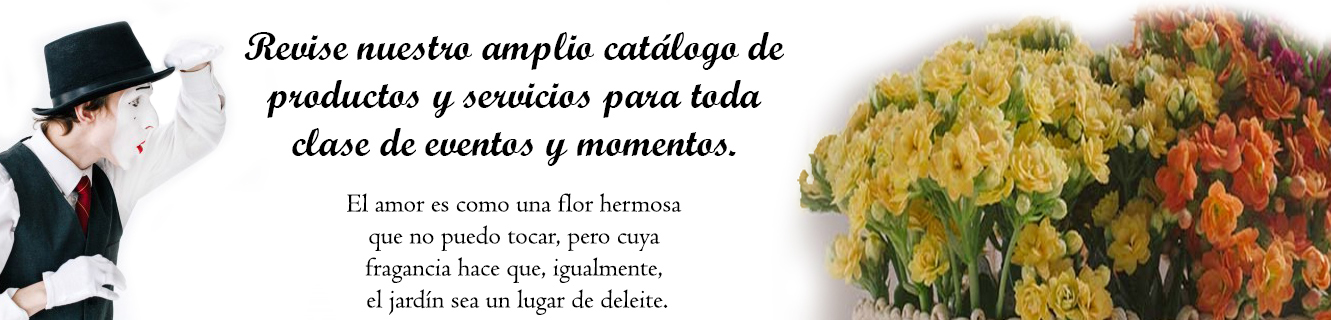 Revise nuestro amplio catálogo de
productos y servicios para toda
clase de eventos y momentos.
El amor es como una flor hermosa
que no puedo tocar, pero cuya
fragancia hace que, igualmente,
el jardín sea un lugar de deleite.